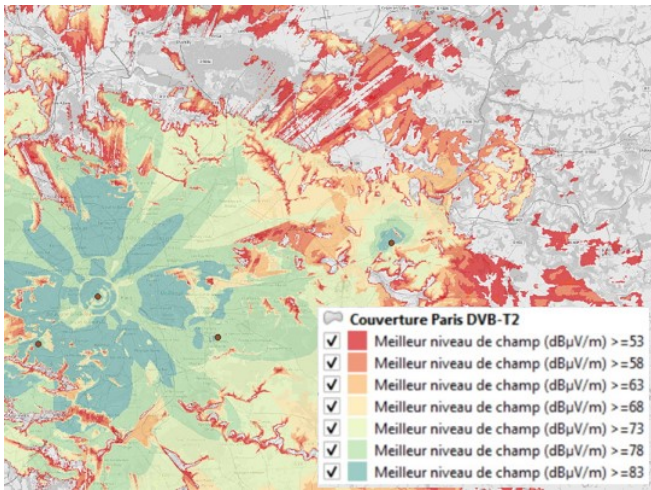 Couverture Paris DVB-T2
Meilleur niveau de champ (dBµV/m) >=53
Meilleur niveau de champ (dBµV/m) >=58
Meilleur niveau de champ (dBµV/m) >=63
Meilleur niveau de champ (dBµV/m) >=68
Meilleur niveau de champ (dBµV/m) >=73
Meilleur niveau de champ (dBµV/m) >=78
Meilleur niveau de champ (dBµV/m) >=83